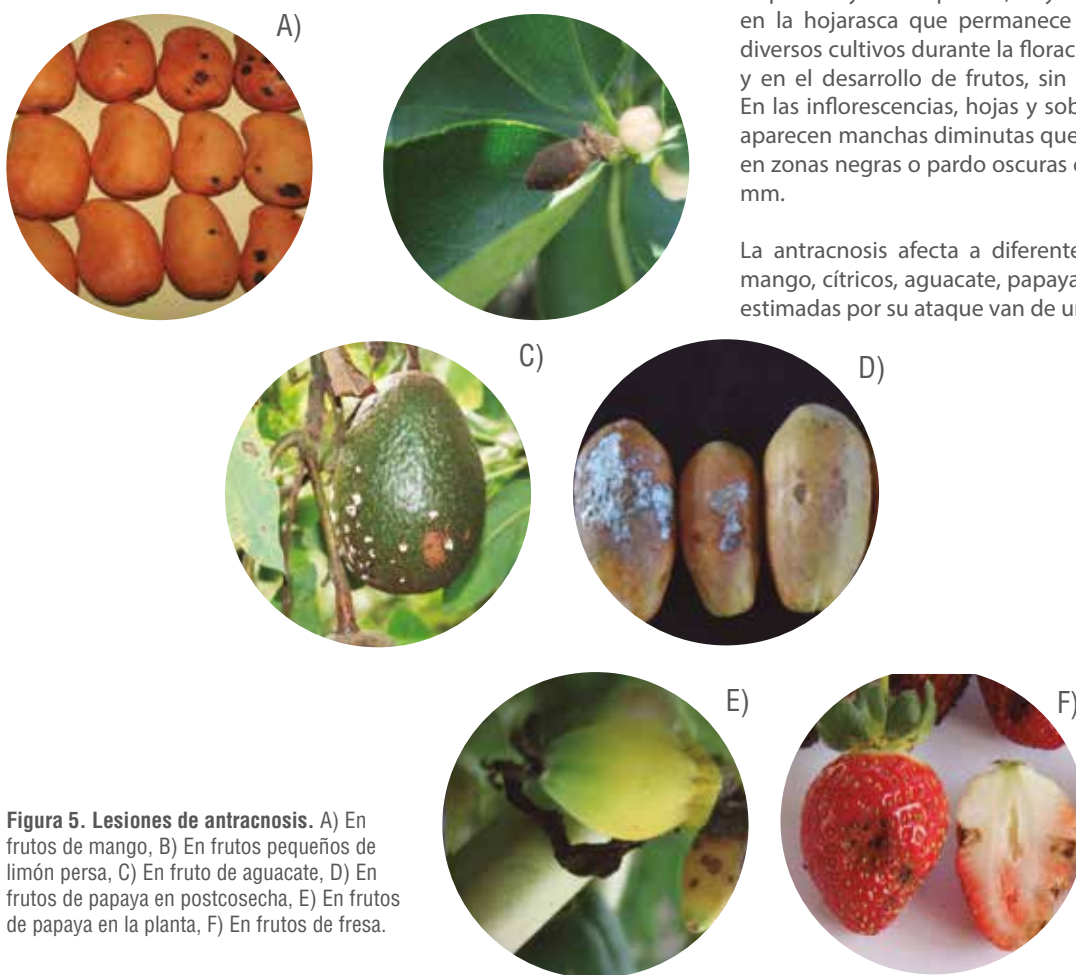 A)
en la hojarasca que permanece
diversos cultivos durante la florac
y en el desarrollo de frutos, sin
En las inflorescencias, hojas y sob
aparecen manchas diminutas que
en zonas negras o pardo oscuras
mm.
La antracnosis afecta a diferent
mango, cítricos, aguacate, papaya
estimadas por su ataque van de u
C)
D)
E)
F)
Figura 5. Lesiones de antracnosis. A) En
frutos de mango, B) En frutos pequeños de
limón persa, C) En fruto de aguacate, D) En
frutos de papaya en postcosecha, E) En frutos
de papaya en la planta, F) En frutos de fresa.